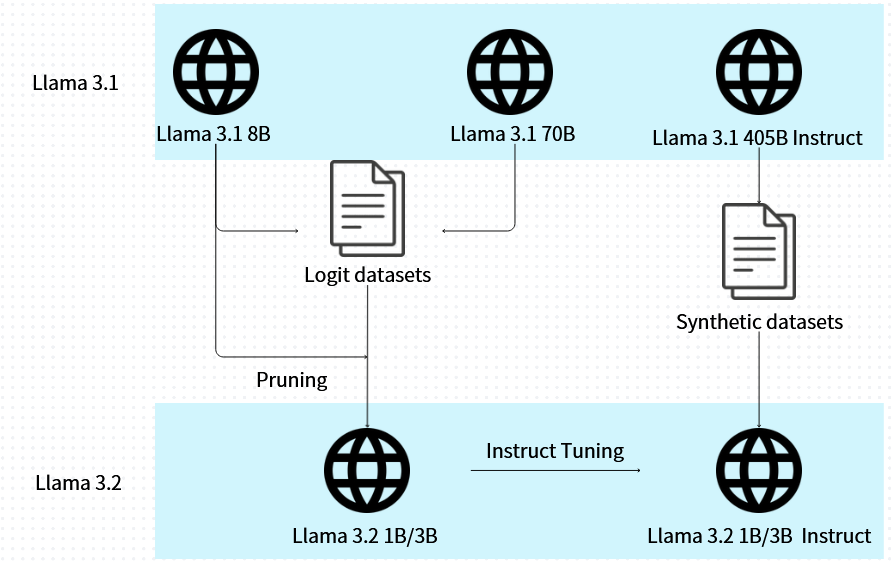 Llama 3.1
Llama 3.1 8B
Llama 3.1 70B
Llama 3.1 405B Instruct
Logit datasets
Synthetic datasets
Pruning
Llama 3.2
Instruct Tuning
Llama 3.2 1B/3B
Llama 3.2 1B/3B Instruct